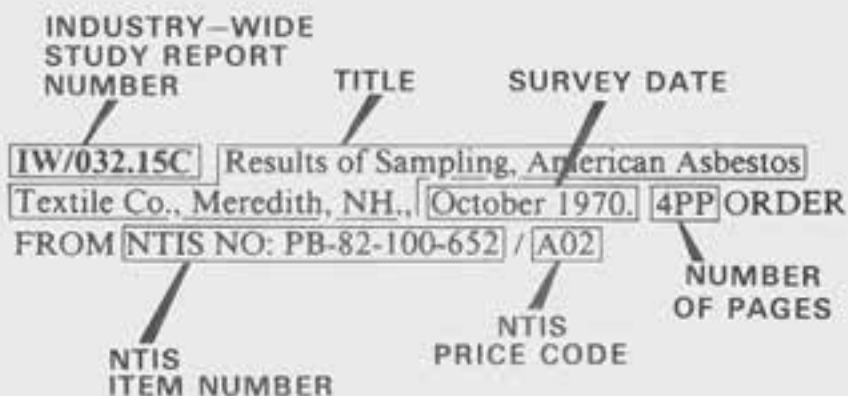 INDUSTRY—WIDE
STUDY REPORT
NUMBER
TITLE
SURVEY DATE
IW/032.15C Results of Sampling, American Asbestos
Textile Co., Meredith, NH., October 1970. 4PP ORDER
FROM NTIS NO: PB-82-100-652 / A02
NUMBER
OF PAGES
NTIS
PRICE CODE
NTIS
ITEM NUMBER